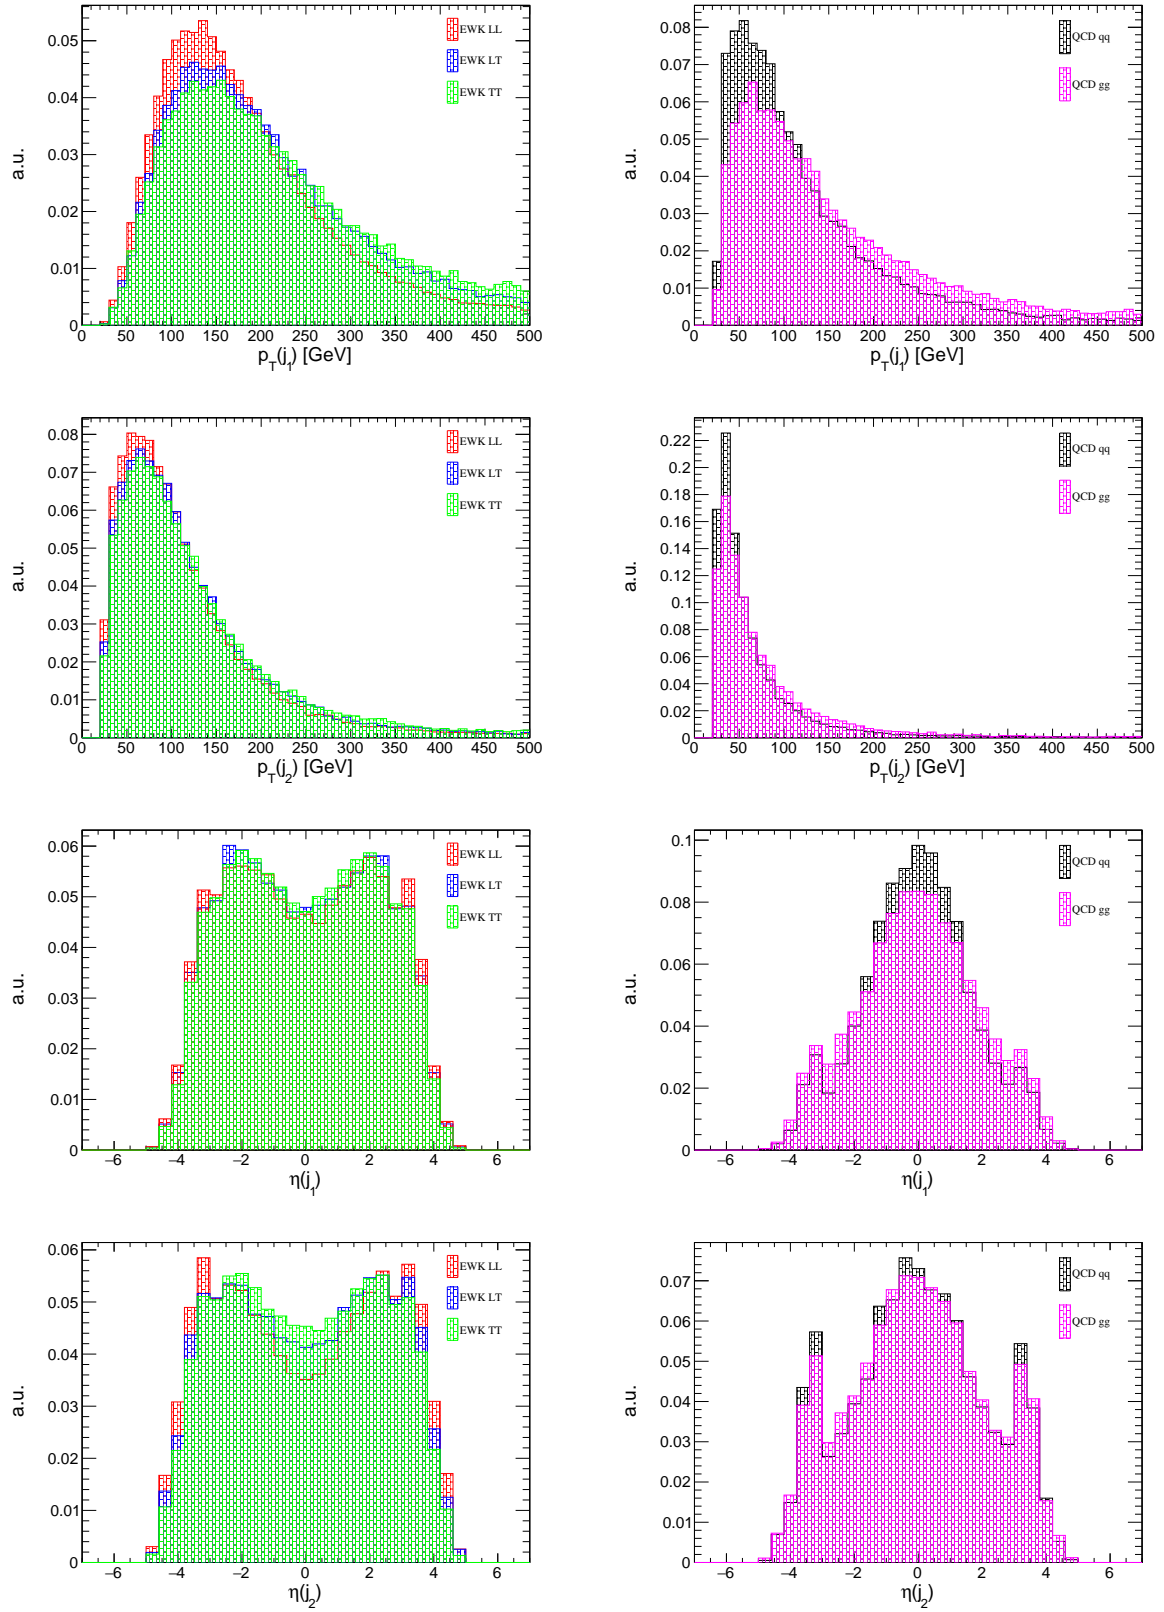 a.u.
0.05
0.04
0.03
0.02
0.01
0
EWK LL
EWK LT
EWK TT
0 50 100 150 200 250 300 350 400 450 500
p_T(j_1) [GeV]
a.u.
0.08
0.07
0.06
0.05
0.04
0.03
0.02
0.01
0
QCD qq
QCD gg
0 50 100 150 200 250 300 350 400 450 500
p_T(j_1) [GeV]
a.u.
0.08
0.07
0.06
0.05
0.04
0.03
0.02
0.01
0
EWK LL
EWK LT
EWK TT
0 50 100 150 200 250 300 350 400 450 500
p_T(j_2) [GeV]
a.u.
0.22
0.2
0.18
0.16
0.14
0.12
0.1
0.08
0.06
0.04
0.02
0
QCD qq
QCD gg
0 50 100 150 200 250 300 350 400 450 500
p_T(j_2) [GeV]
a.u.
0.06
0.05
0.04
0.03
0.02
0.01
0
EWK LL
EWK LT
EWK TT
−6 −4 −2 0 2 4 6
η(j_1)
a.u.
0.1
0.08
0.06
0.04
0.02
0
QCD qq
QCD gg
−6 −4 −2 0 2 4 6
η(j_1)
a.u.
0.06
0.05
0.04
0.03
0.02
0.01
0
EWK LL
EWK LT
EWK TT
−6 −4 −2 0 2 4 6
η(j_2)
a.u.
0.07
0.06
0.05
0.04
0.03
0.02
0.01
0
QCD qq
QCD gg
−6 −4 −2 0 2 4 6
η(j_2)